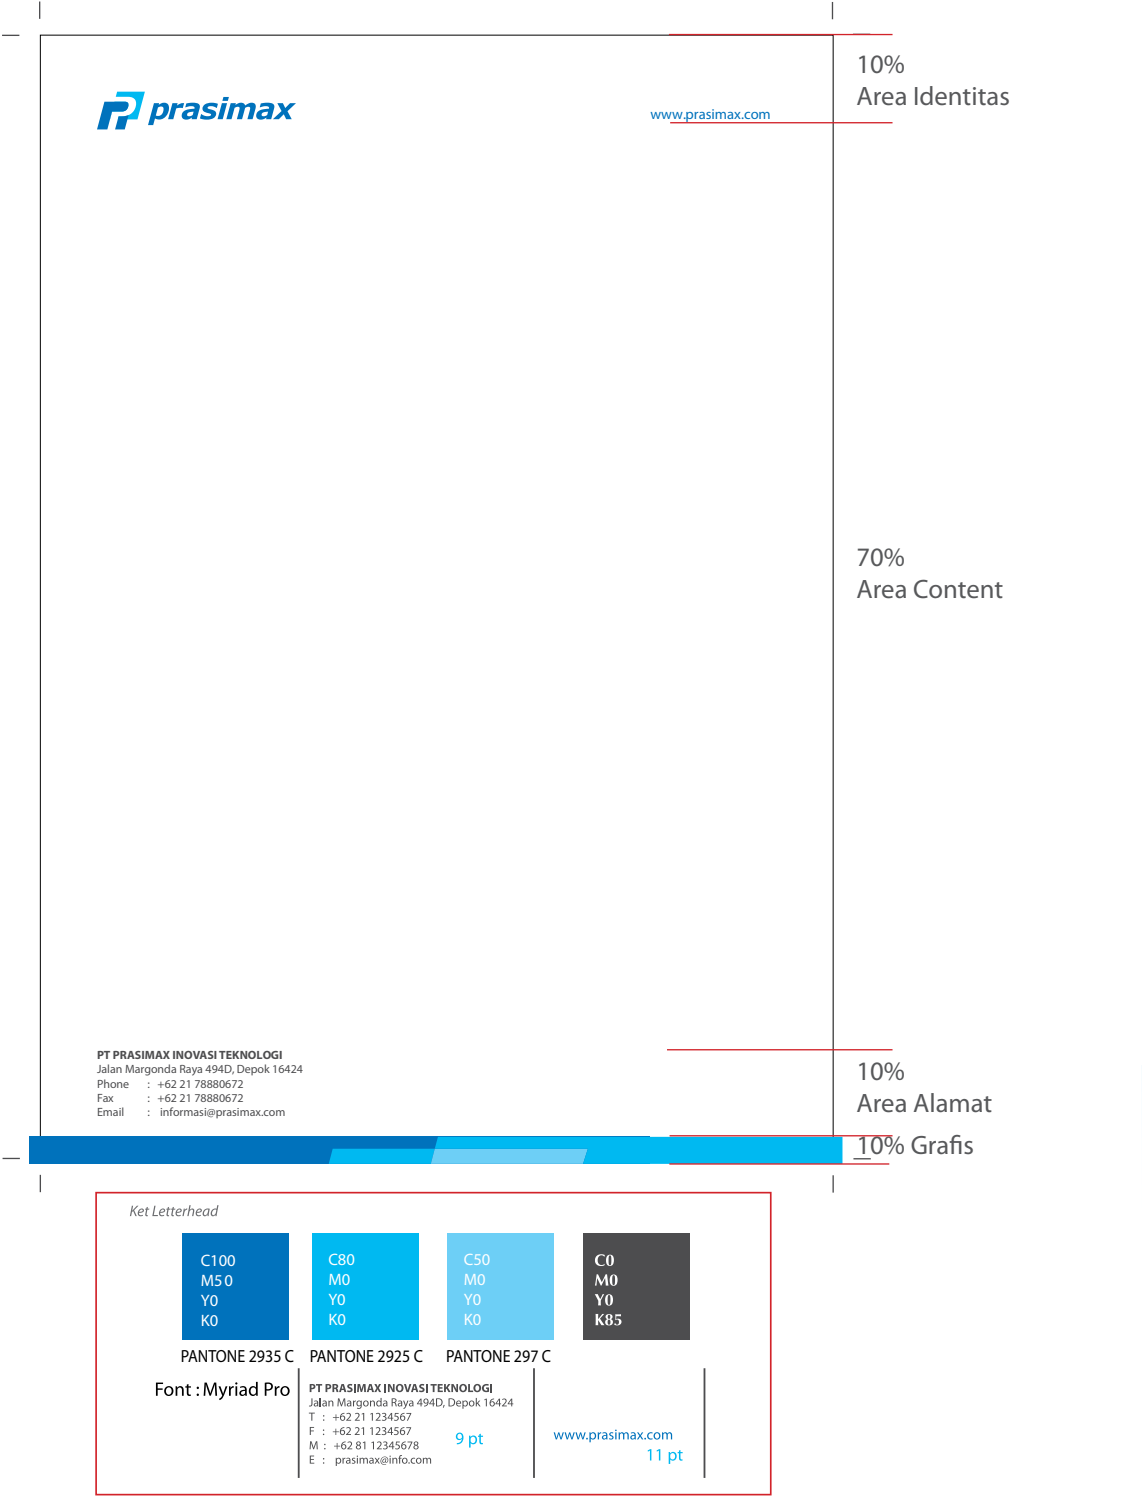 prasimax
www.prasimax.com
10%
Area Identitas
70%
Area Content
PT PRASIMAX INOVASI TEKNOLOGI
Jalan Margonda Raya 494D, Depok 16424
Phone : +62 21 78880672
Fax : +62 21 78880672
Email : informasi@prasimax.com
10%
Area Alamat
10% Grafis
Ket Letterhead
C100
M50
Y0
K0
PANTONE 2935 C
C80
M0
Y0
K0
PANTONE 2925 C
C50
M0
Y0
K0
PANTONE 297 C
C0
M0
Y0
K85
Font : Myriad Pro
PT PRASIMAX INOVASI TEKNOLOGI
Jalan Margonda Raya 494D, Depok 16424
T : +62 21 1234567
F : +62 21 1234567
M : +62 81 12345678
E : prasimax@info.com
9 pt
www.prasimax.com
11 pt